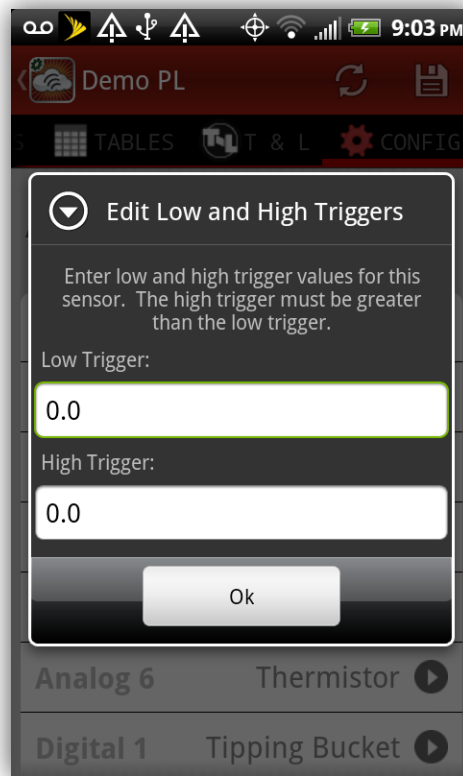 9:03 PM
Demo PL
S TABLES T&L T & L CONFIG
Edit Low and High Triggers
Enter low and high trigger values for this
sensor. The high trigger must be greater
than the low trigger.
Low Trigger:
0.0
High Trigger:
0.0
Ok
Analog 6 Thermistor
Digital 1 Tipping Bucket